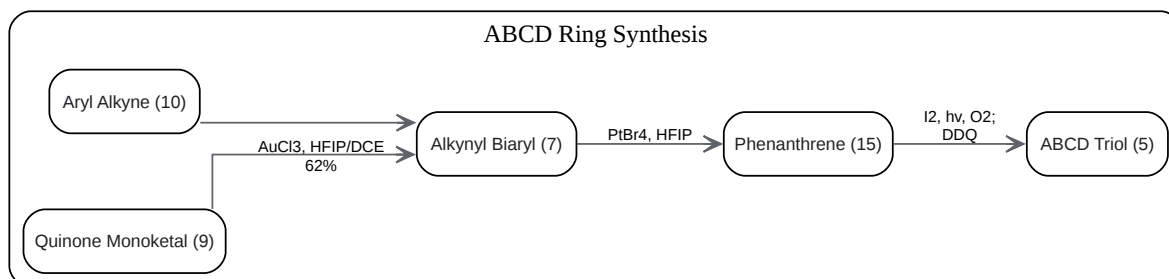 ABCD Ring Synthesis
Aryl Alkyne (10)
AuCl3, HFIP/DCE
62%
Quinone Monoketal (9)
Alkynyl Biaryl (7)
PtBr4, HFIP
Phenanthrene (15)
I2, hv, O2;
DDQ
ABCD Triol (5)